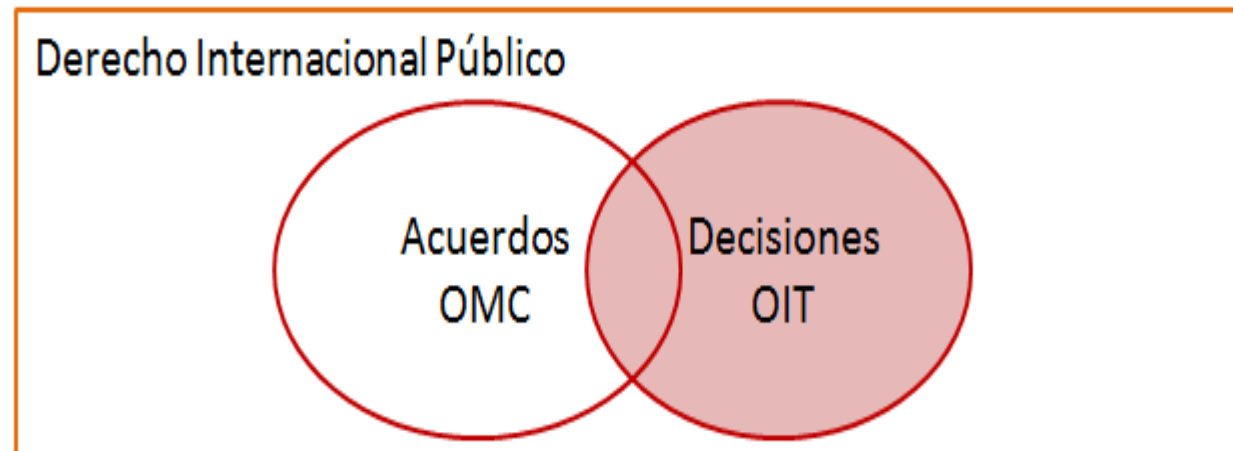 Derecho Internacional Público
Acuerdos
OMC
Decisiones
OIT